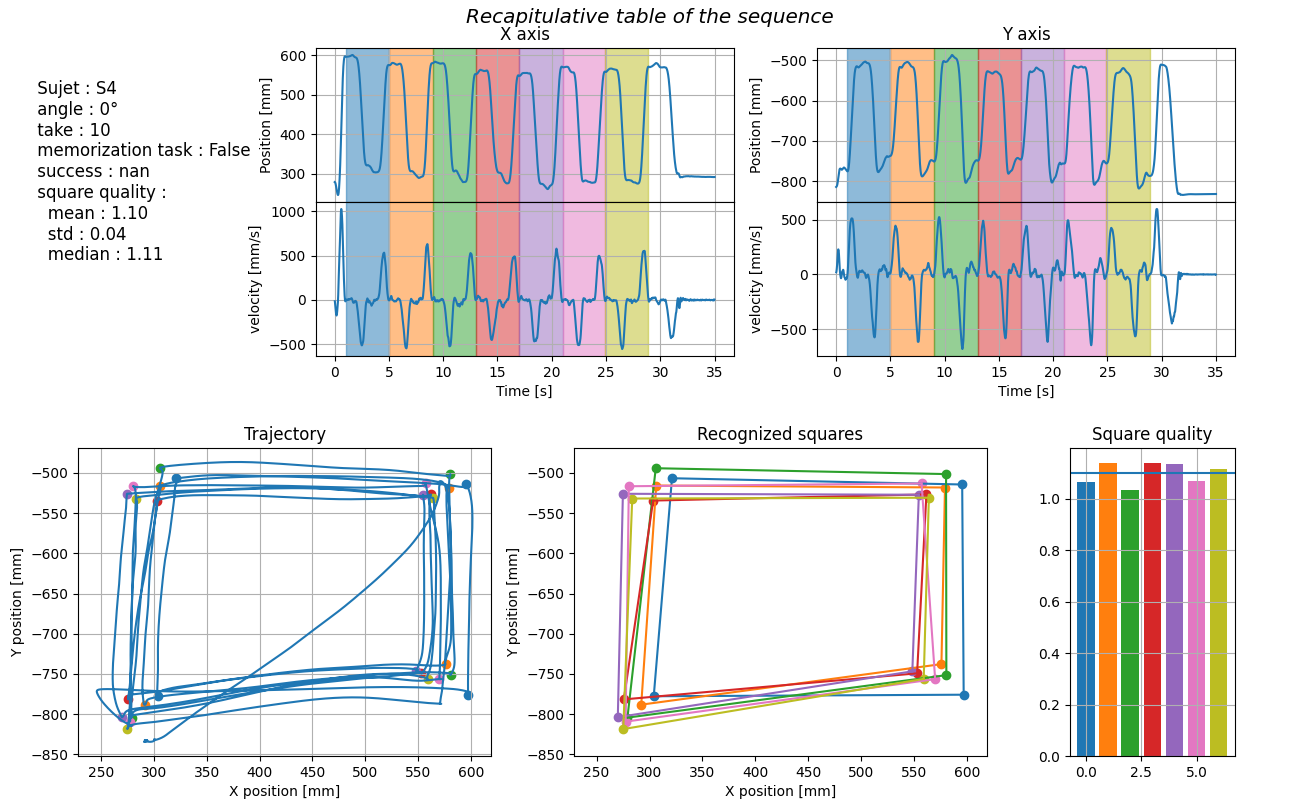 Recapitulative table of the sequence
Sujet : S4
angle : 0°
take : 10
memorization task : False
success : nan
square quality :
mean : 1.10
std : 0.04
median : 1.11
X axis
Position [mm]
600
500
400
300
velocity [mm/s]
1000
500
0
−500
0 5 10 15 20 25 30 35
Time [s]
Y axis
Position [mm]
−500
−600
−700
−800
velocity [mm/s]
500
0
−500
0 5 10 15 20 25 30 35
Time [s]
Trajectory
Y position [mm]
−500
−550
−600
−650
−700
−750
−800
−850
250 300 350 400 450 500 550 600
X position [mm]
Recognized squares
Y position [mm]
−500
−550
−600
−650
−700
−750
−800
−850
250 300 350 400 450 500 550 600
X position [mm]
Square quality
1.0
0.8
0.6
0.4
0.2
0.0
0.0 2.5 5.0